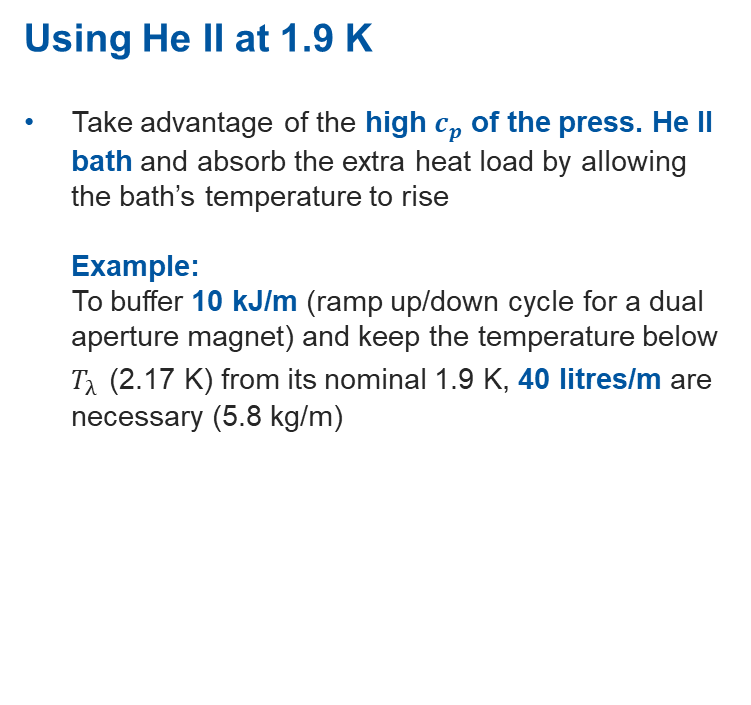 Using He II at 1.9 K
• Take advantage of the high cₚ of the press. He II
bath and absorb the extra heat load by allowing
the bath’s temperature to rise
Example:
To buffer 10 kJ/m (ramp up/down cycle for a dual
aperture magnet) and keep the temperature below
T_λ (2.17 K) from its nominal 1.9 K, 40 litres/m are
necessary (5.8 kg/m)